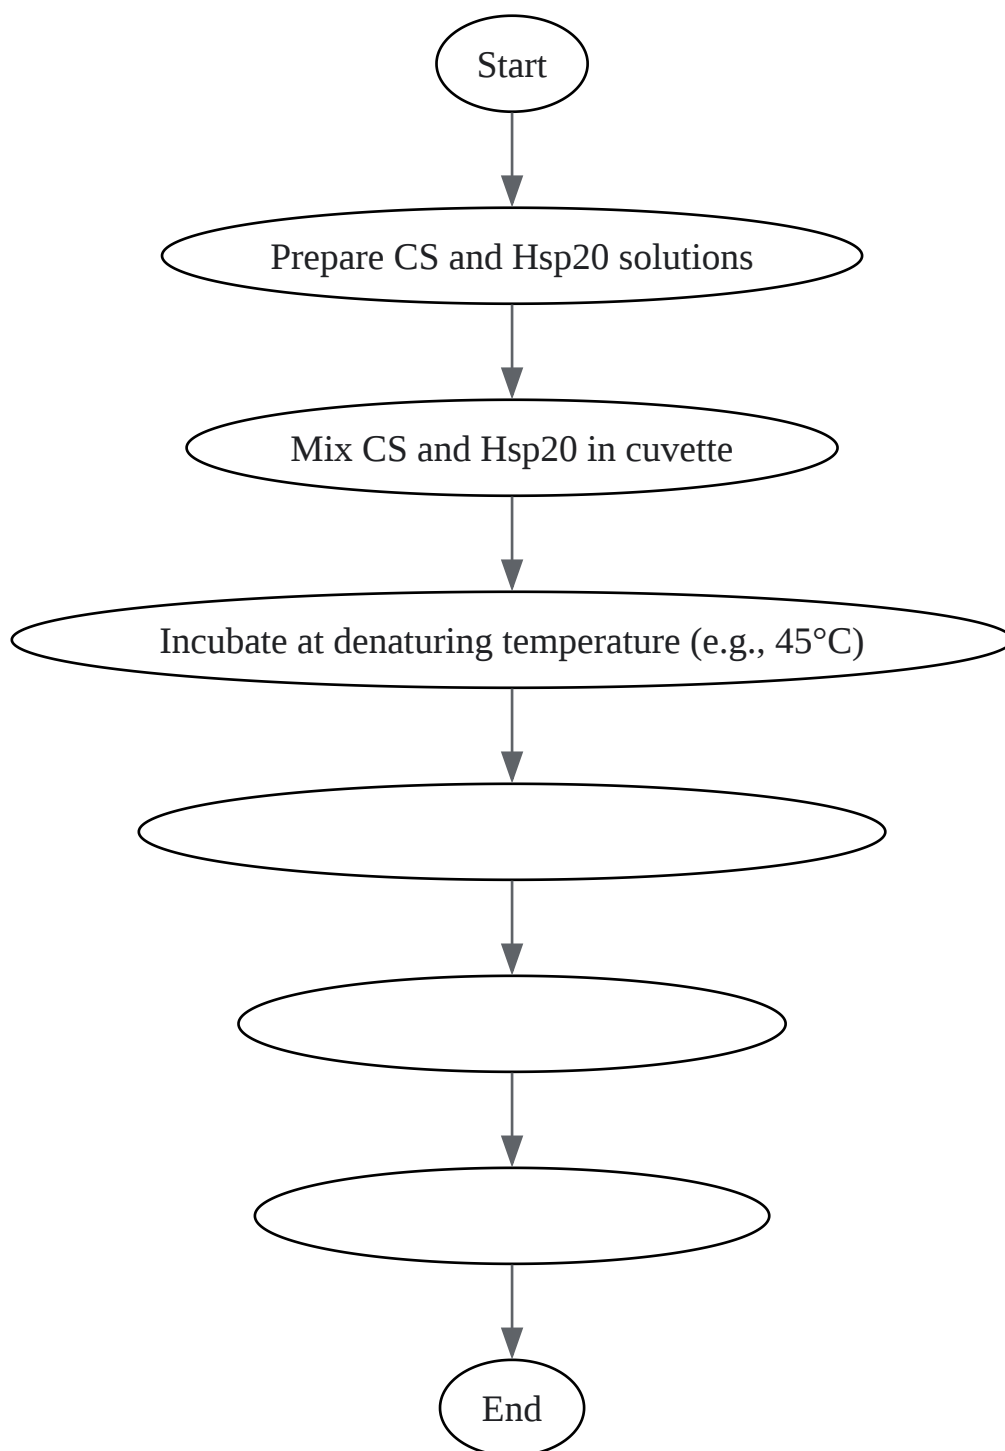 Start
Prepare CS and Hsp20 solutions
Mix CS and Hsp20 in cuvette
Incubate at denaturing temperature (e.g., 45°C)
End